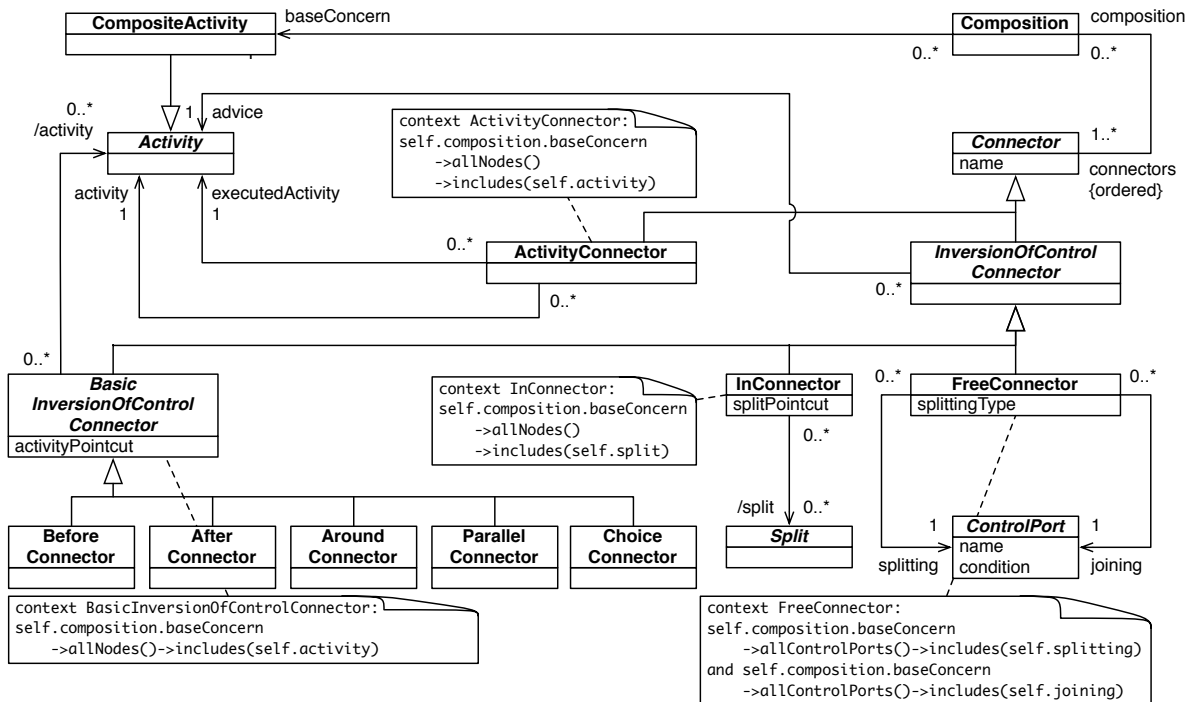 CompositeActivity
baseConcern
Composition
composition
0..*
0..*
0..*
/activity
1
advice
Activity
context ActivityConnector:
self.composition.baseConcern
->allNodes()
->includes(self.activity)
Connector
name
1..*
connectors
{ordered}
activity
1
executedActivity
1
0..*
ActivityConnector
0..*
InversionOfControl
Connector
0..*
0..*
Basic
InversionOfControl
Connector
activityPointcut
context InConnector:
self.composition.baseConcern
->allNodes()
->includes(self.split)
InConnector
splitPointcut
0..*
0..*
FreeConnector
splittingType
0..*
/split
0..*
Split
1
splitting
ControlPort
name
condition
1
joining
Before
Connector
After
Connector
Around
Connector
Parallel
Connector
Choice
Connector
context BasicInversionOfControlConnector:
self.composition.baseConcern
->allNodes()->includes(self.activity)
context FreeConnector:
self.composition.baseConcern
->allControlPorts()->includes(self.splitting)
and self.composition.baseConcern
->allControlPorts()->includes(self.joining)